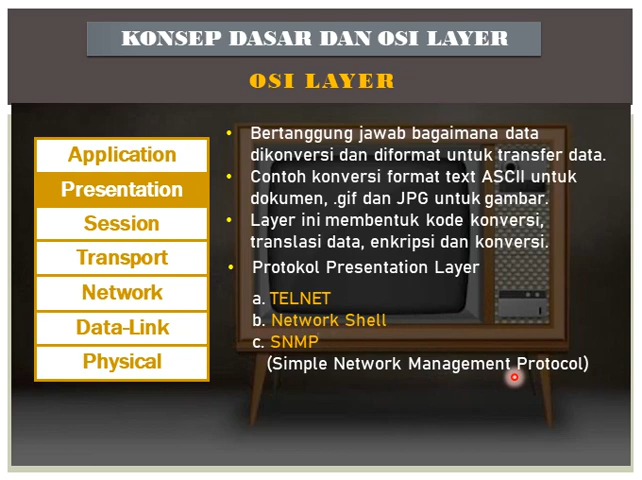 KONSEP DASAR DAN OSI LAYER
OSI LAYER
Application
Presentation
Session
Transport
Network
Data-Link
Physical
• Bertanggung jawab bagaimana data
dikonversi dan diformat untuk transfer data.
• Contoh konversi format text ASCII untuk
dokumen, .gif dan JPG untuk gambar.
• Layer ini membentuk kode konversi,
translasi data, enkripsi dan konversi.
• Protokol Presentation Layer
a. TELNET
b. Network Shell
c. SNMP
(Simple Network Management Protocol)